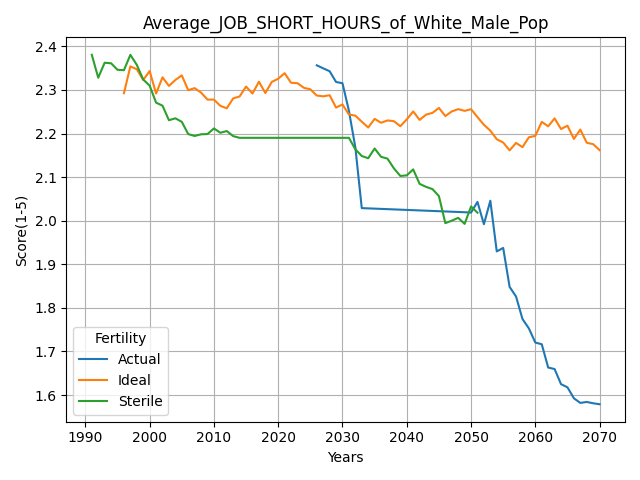 Average_JOB_SHORT_HOURS_of_White_Male_Pop
Score(1-5)
2.4
2.3
2.2
2.1
2.0
1.9
1.8
1.7
1.6
Fertility
Actual
Ideal
Sterile
1990 2000 2010 2020 2030 2040 2050 2060 2070
Years